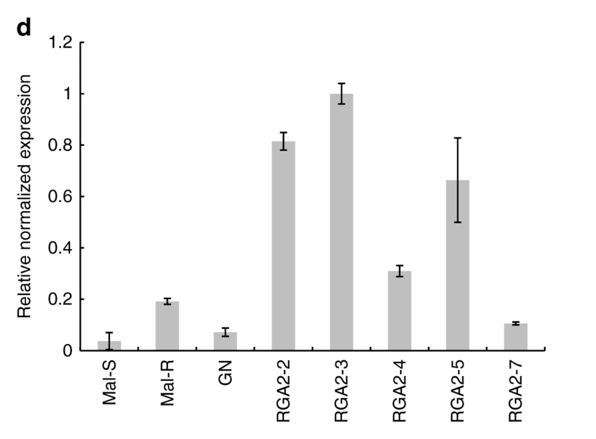 d
Relative normalized expression
1.2
1
0.8
0.6
0.4
0.2
0
Mal-S
Mal-R
GN
RGA2-2
RGA2-3
RGA2-4
RGA2-5
RGA2-7